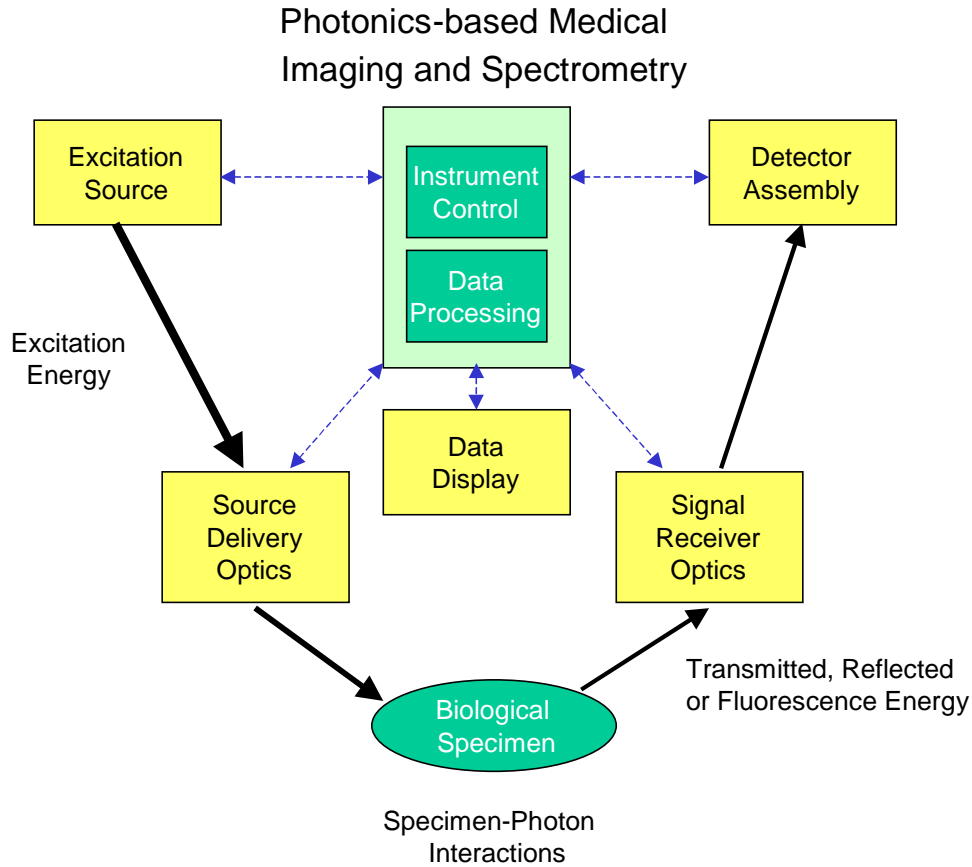 Photonics-based Medical
Imaging and Spectrometry
Excitation
Source
Instrument
Control
Detector
Assembly
Data
Processing
Excitation
Energy
Data
Display
Source
Delivery
Optics
Signal
Receiver
Optics
Transmitted, Reflected
or Fluorescence Energy
Biological
Specimen
Specimen-Photon
Interactions